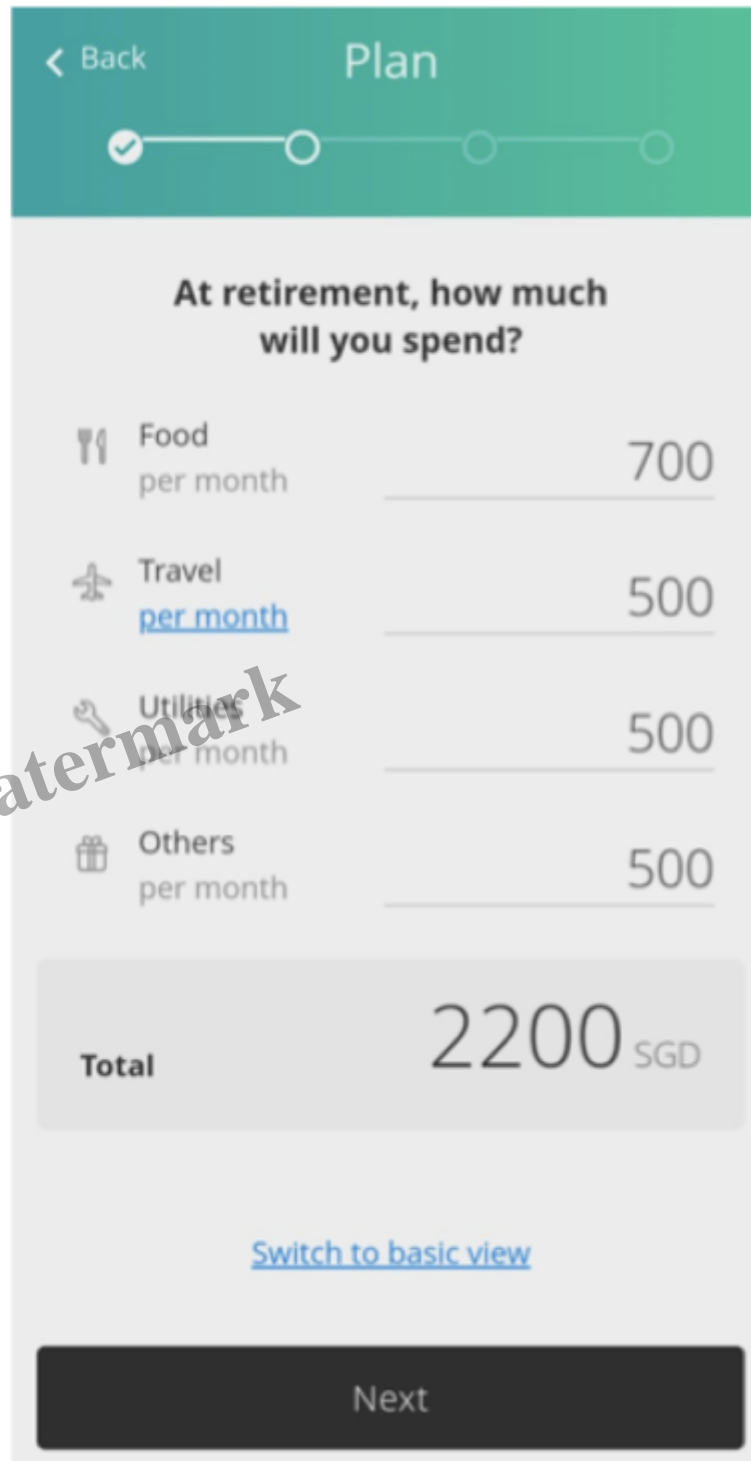 Back
Plan
At retirement, how much
will you spend?
Food
700
per month
Travel
500
per month
Utilities
500
per month
Others
500
per month
Total
2200 SGD
Switch to basic view
Next
atermark